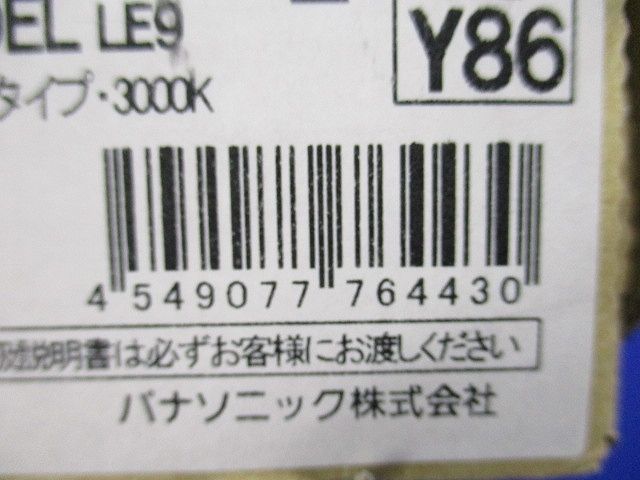 DEL LE9
Y86
タイプ・3000K
4 549077 764430
説明書は必ずお客様にお渡しください
パナソニック株式会社